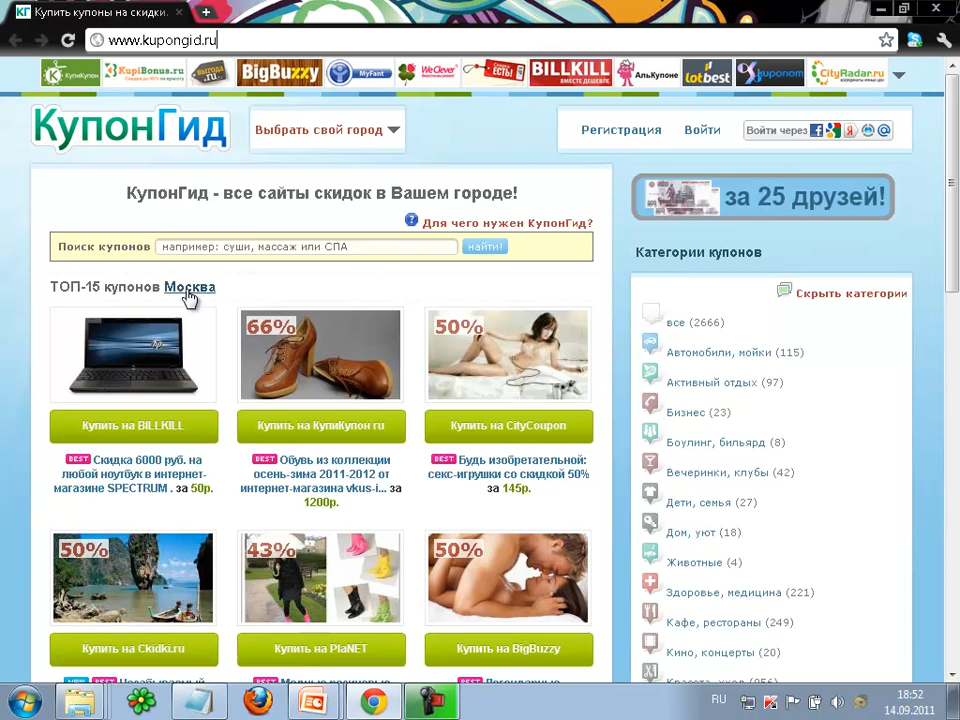 КГ Купить купоны на скидки.
www.kupongid.ru
КупиКупон
KupiBonus.ru
выгода.ru
BigBuzzy
MyFant
WeClever
ЕСТЬ!
BILLKILL
ВМЕСТЕ ДЕШЕВЛЕ
АльКупоне
lotbest
kuponom
CityRadar.ru
КупонГид
Выбрать свой город
Регистрация
Войти
Войти через
КупонГид - все сайты скидок в Вашем городе!
за 25 друзей!
Для чего нужен КупонГид?
Поиск купонов
например: суши, массаж или СПА
найти!
Категории купонов
ТОП-15 купонов Москва
Скрыть категории
66%
50%
Купить на BILLKILL
Купить на КупиКупон ru
Купить на CityCoupon
BEST Скидка 6000 руб. на
любой ноутбук в интернет-
магазине SPECTRUM . за 50р.
BEST Обувь из коллекции
осень-зима 2011-2012 от
интернет-магазина vkus-i... за
1200р.
BEST Будь изобретательной:
секс-игрушки со скидкой 50%
за 145р.
50%
43%
50%
Купить на Ckidki.ru
Купить на PlaNET
Купить на BigBuzzy
все (2666)
Автомобили, мойки (115)
Активный отдых (97)
Бизнес (23)
Боулинг, бильярд (8)
Вечеринки, клубы (42)
Дети, семья (27)
Дом, уют (18)
Животные (4)
Здоровье, медицина (221)
Кафе, рестораны (249)
Кино, концерты (20)
RU
18:52
14.09.2011